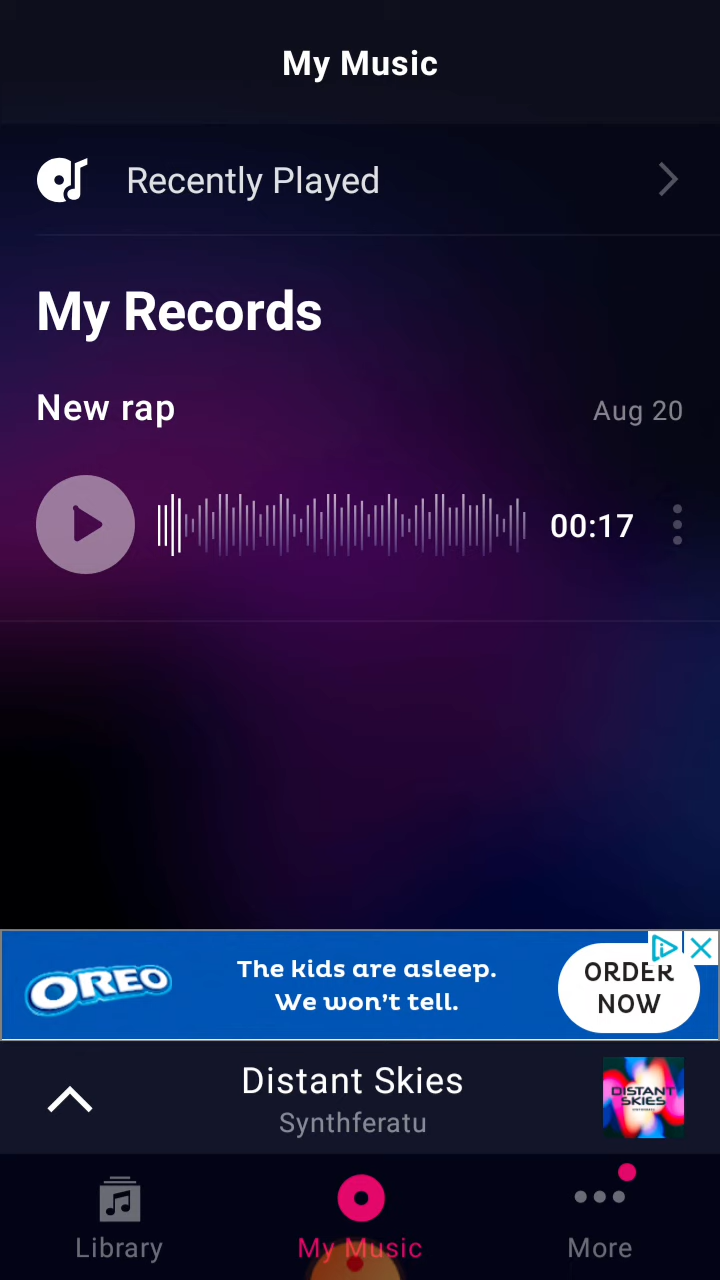 My Music
Recently Played
My Records
New rap
Aug 20
00:17
OREO
The kids are asleep.
We won't tell.
ORDER
NOW
Distant Skies
Synthferatu
DISTANT
SKIES
Library
My Music
More